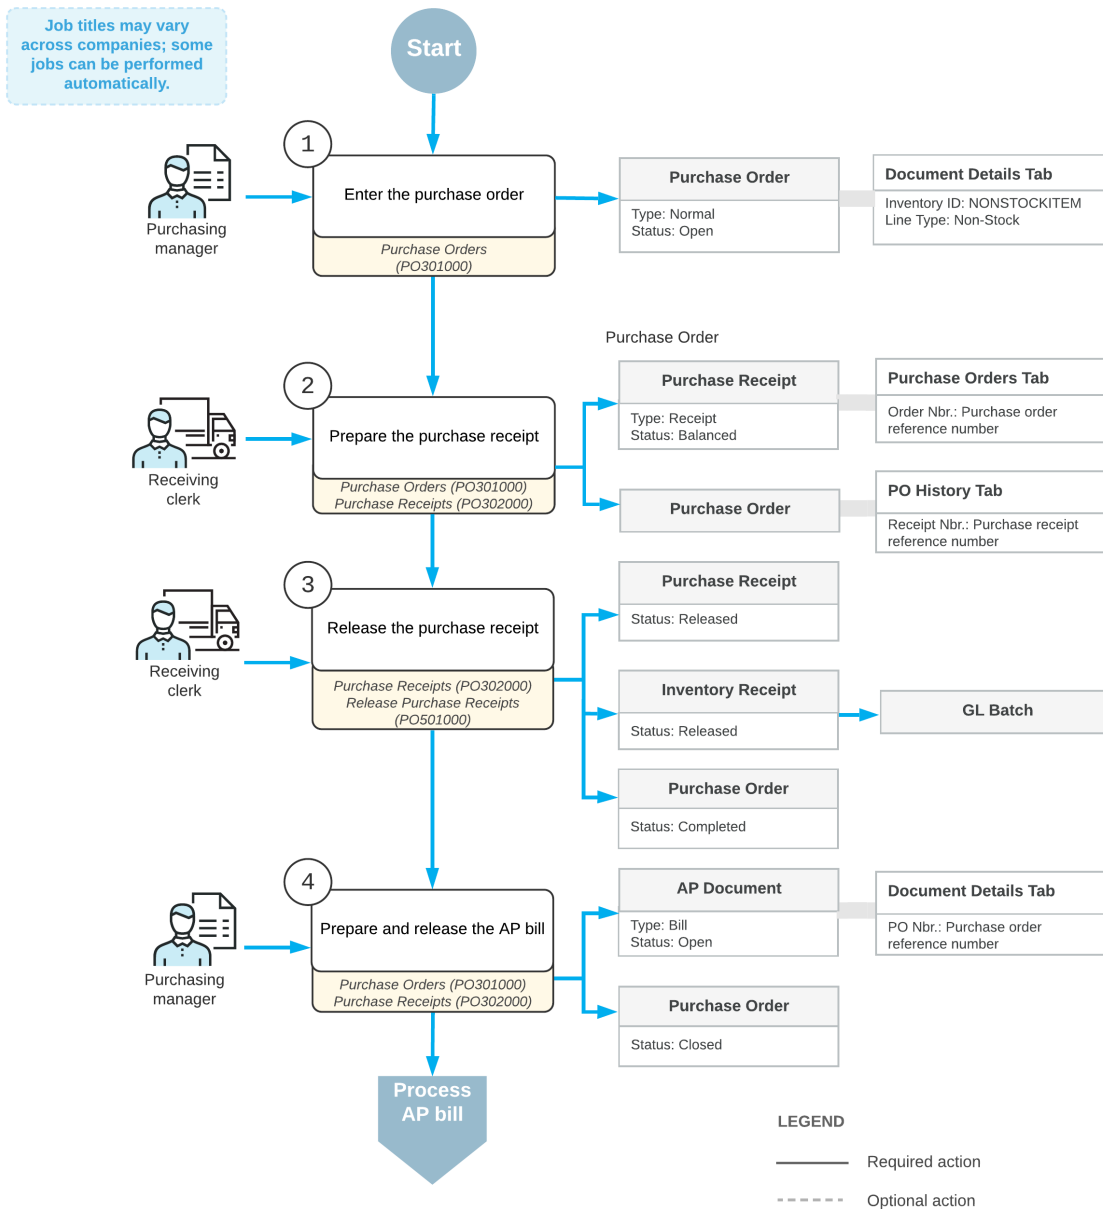 Job titles may vary
across companies; some
jobs can be performed
automatically.
Start
1
Enter the purchase order
Purchase Orders
(PO301000)
Purchasing
manager
Purchase Order
Type: Normal
Status: Open
Document Details Tab
Inventory ID: NONSTOCKITEM
Line Type: Non-Stock
2
Prepare the purchase receipt
Purchase Orders (PO301000)
Purchase Receipts (PO302000)
Receiving
clerk
Purchase Order
Purchase Receipt
Type: Receipt
Status: Balanced
Purchase Orders Tab
Order Nbr.: Purchase order
reference number
Purchase Order
PO History Tab
Receipt Nbr.: Purchase receipt
reference number
3
Release the purchase receipt
Purchase Receipts (PO302000)
Release Purchase Receipts
(PO501000)
Receiving
clerk
Purchase Receipt
Status: Released
Inventory Receipt
Status: Released
GL Batch
Purchase Order
Status: Completed
4
Prepare and release the AP bill
Purchase Orders (PO301000)
Purchase Receipts (PO302000)
Purchasing
manager
AP Document
Type: Bill
Status: Open
Document Details Tab
PO Nbr.: Purchase order
reference number
Purchase Order
Status: Closed
Process
AP bill
LEGEND
Required action
Optional action